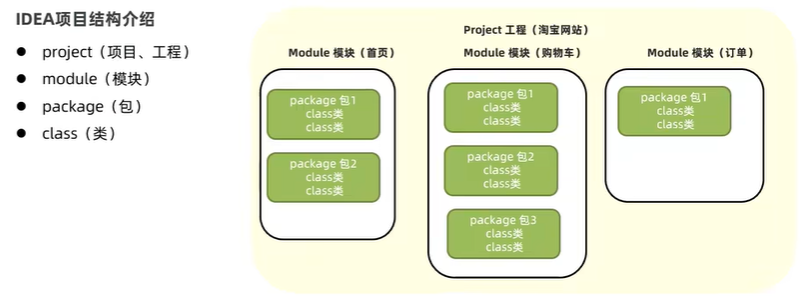 IDEA项目结构介绍
● project（项目、工程）
● module（模块）
● package（包）
● class（类）
Project 工程（淘宝网站）
Module 模块（首页）
package 包1
class类
class类
package 包2
class类
class类
Module 模块（购物车）
package 包1
class类
class类
package 包2
class类
class类
package 包3
class类
class类
Module 模块（订单）
package 包1
class类
class类